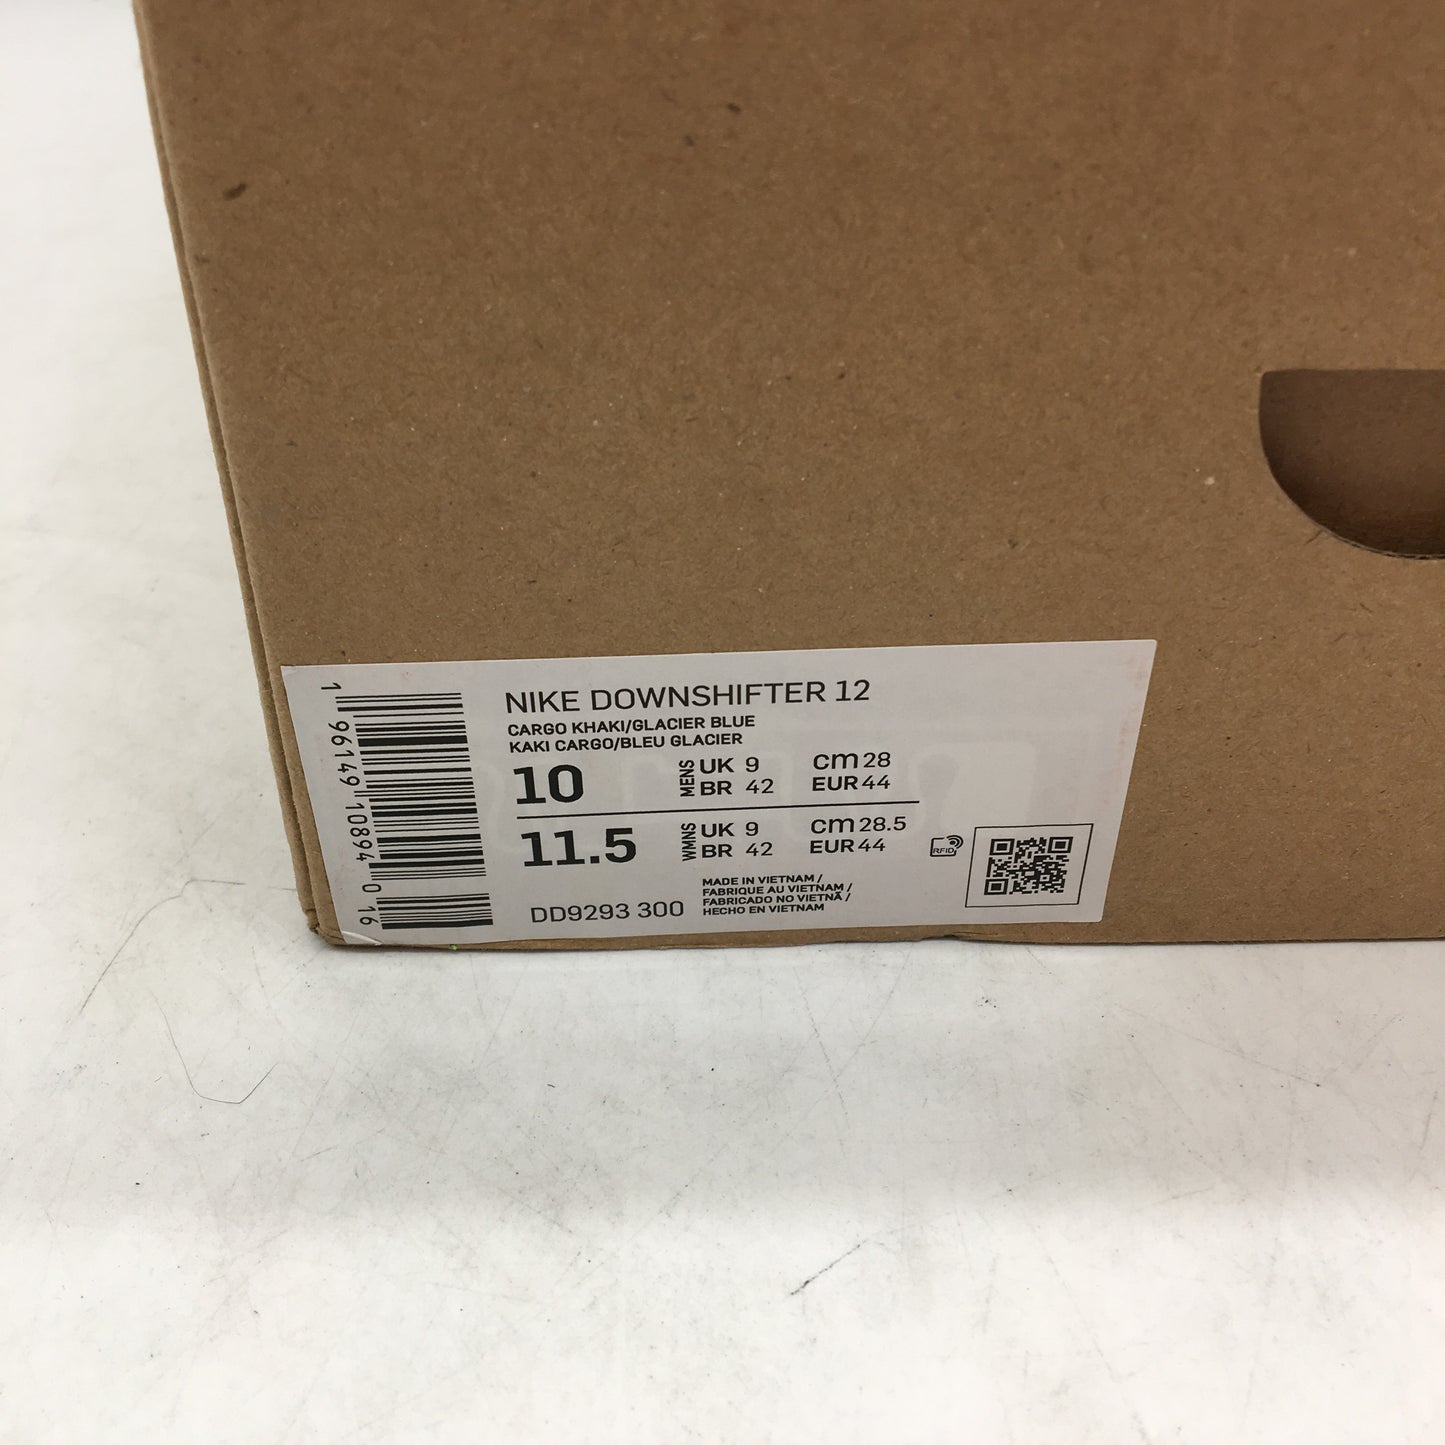 NIKE DOWNSHIFTER 12
CARGO KHAKI/GLACIER BLUE
KAKI CARGO/BLEU GLACIER
10 MENS UK 9 cm 28
BR 42 EUR 44
11.5 WMNS UK 9 cm 28.5
BR 42 EUR 44
RFID
DD9293 300
MADE IN VIETNAM /
FABRIQUE AU VIETNAM /
FABRICADO NO VIETNÃ /
HECHO EN VIETNAM
1 96149 10894 0 16